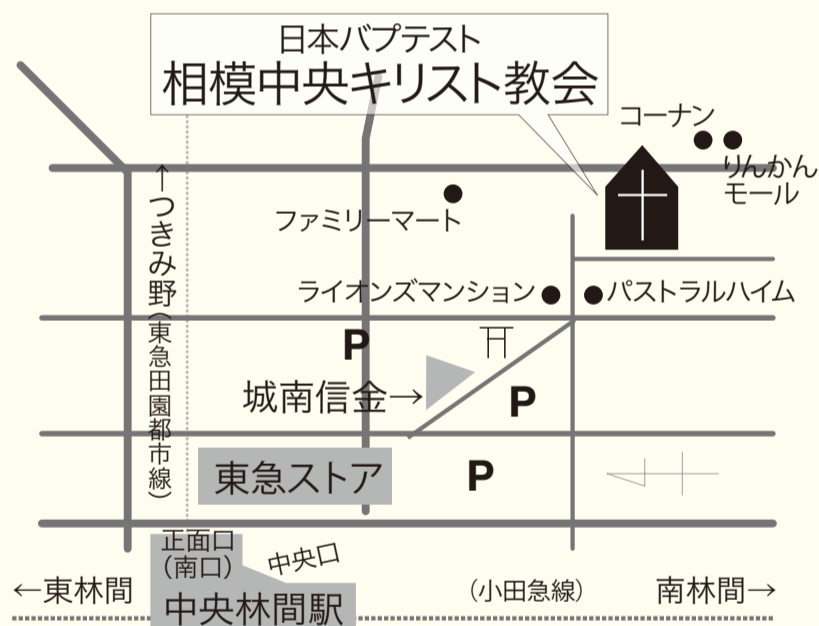 日本バプテスト
相模中央キリスト教会
コーナン
りんかん
モール
ファミリーマート
←つきみ野(東急田園都市線)
ライオンズマンション
パストラルハイム
P
城南信金→
P
東急ストア
P
正面口
(南口)
中央口
←東林間
中央林間駅
(小田急線)
南林間→